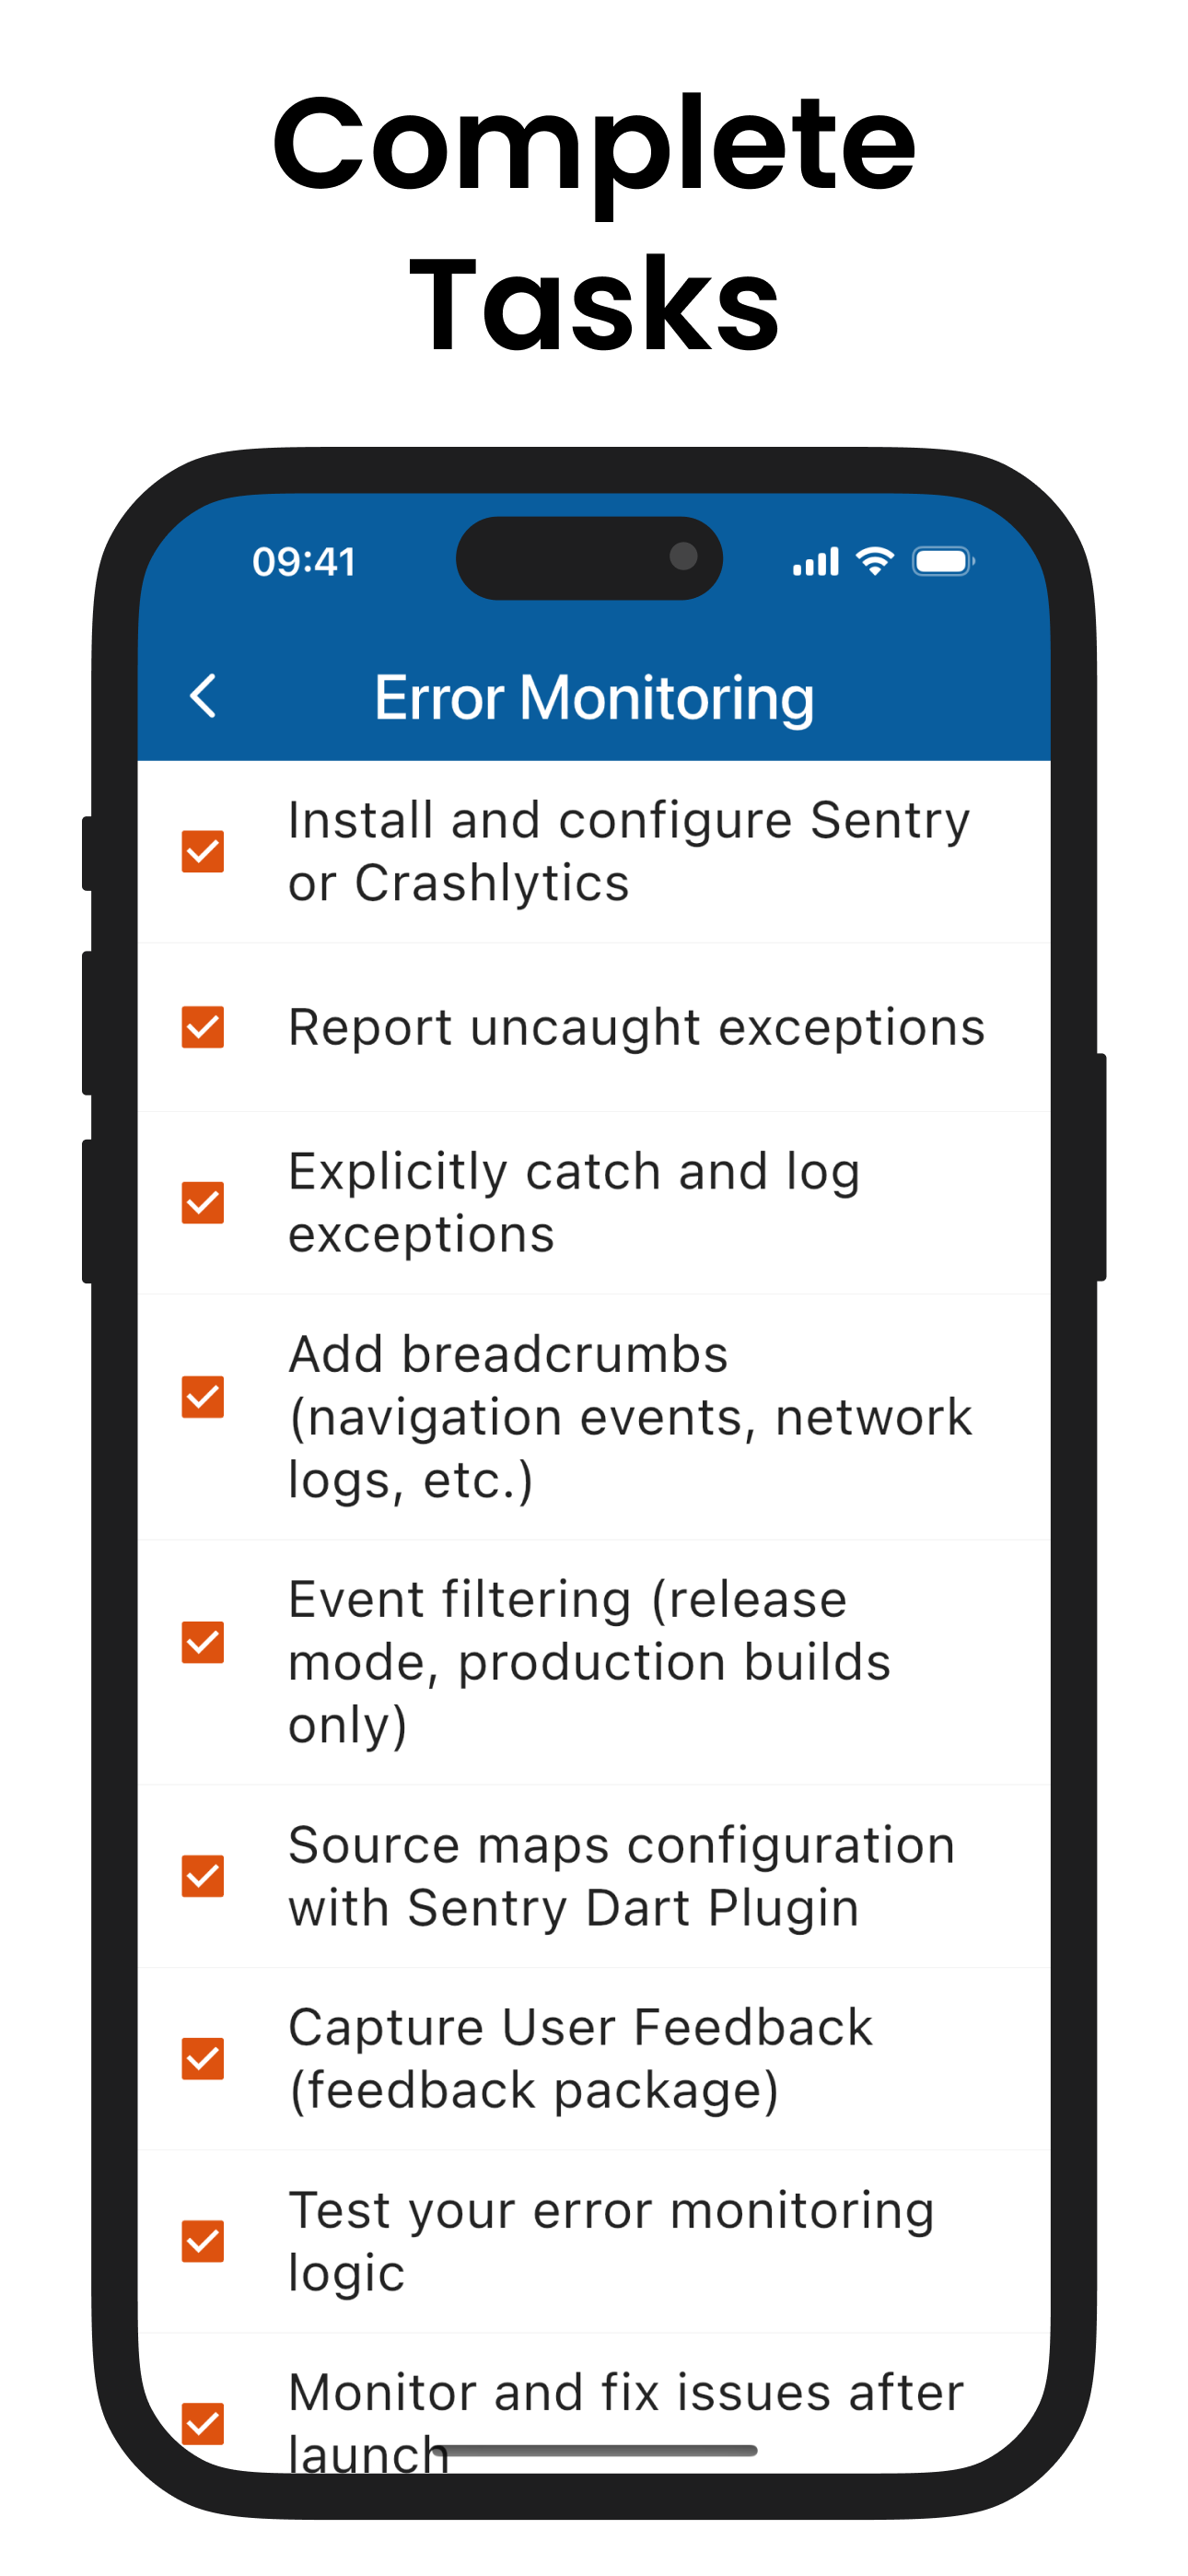 Complete
Tasks
09:41
Error Monitoring
Install and configure Sentry
or Crashlytics
Report uncaught exceptions
Explicitly catch and log
exceptions
Add breadcrumbs
(navigation events, network
logs, etc.)
Event filtering (release
mode, production builds
only)
Source maps configuration
with Sentry Dart Plugin
Capture User Feedback
(feedback package)
Test your error monitoring
logic
Monitor and fix issues after
launch